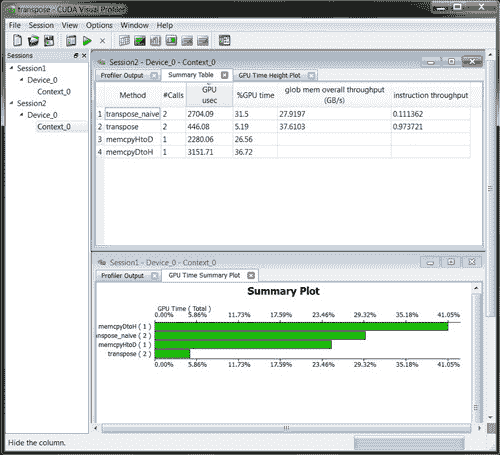 transpose - CUDA Visual Profiler
File Session View Options Window Help
Sessions
Session1
Device_0
Context_0
Session2
Device_0
Context_0
Session2 - Device_0 - Context_0
Profiler Output Summary Table GPU Time Height Plot
Method #Calls GPU usec %GPU time glob mem overall throughput (GB/s) instruction throughput
1 transpose_naive 2 2704.09 31.5 27.9197 0.111362
2 transpose 2 446.08 5.19 37.6103 0.973721
3 memcpyHtoD 1 2280.06 26.56
4 memcpyDtoH 1 3151.71 36.72
Session1 - Device_0 - Context_0
Profiler Output GPU Time Summary Plot
Summary Plot
GPU Time ( Total )
0.00% 5.86% 11.73% 17.59% 23.46% 29.32% 35.18% 41.05%
memcpyDtoH ( 1 )
anspose_naive ( 2 )
memcpyHtoD ( 1 )
transpose ( 2 )
0.00% 5.86% 11.73% 17.59% 23.46% 29.32% 35.18% 41.05%
Hide the column.